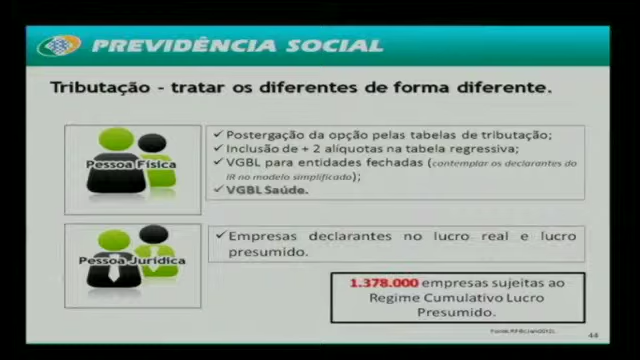 PREVIDÊNCIA SOCIAL
Tributação - tratar os diferentes de forma diferente.
Pessoa Física
✓ Postergação da opção pelas tabelas de tributação;
✓ Inclusão de + 2 alíquotas na tabela regressiva;
✓ VGBL para entidades fechadas (contemplar os declarantes do
IR no modelo simplificado);
✓ VGBL Saúde.
Pessoa Jurídica
✓ Empresas declarantes no lucro real e lucro
presumido.
1.378.000 empresas sujeitas ao
Regime Cumulativo Lucro
Presumido.
44